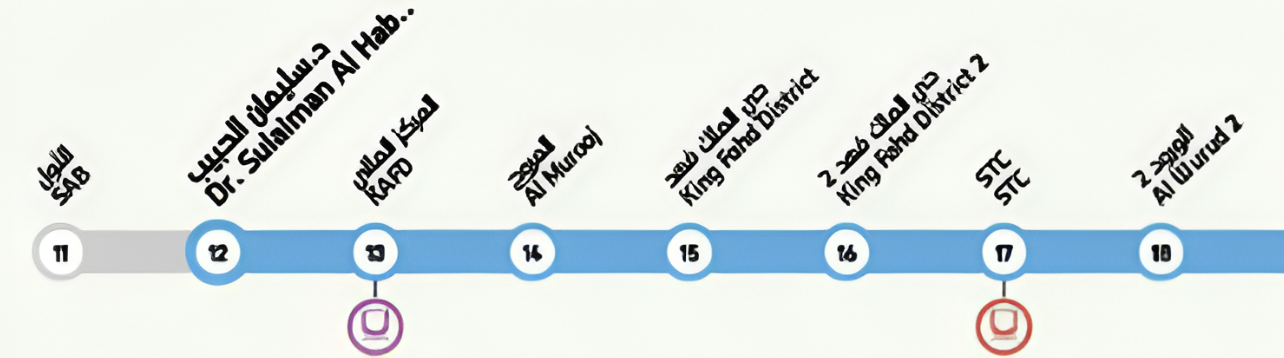 الأول
SAB
11
د.سليمان الحبيب
Dr. Sulaiman Al Hab..
12
المركز المالي
KAFD
13
المروج
Al Murooj
14
حي الملك فهد
King Fahd District
15
حي الملك فهد 2
King Fahd District 2
16
STC
STC
17
الورود 2
Al Wurud 2
18